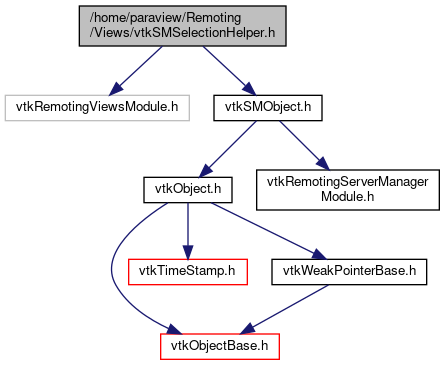 /home/paraview/Remoting
/Views/vtkSMSelectionHelper.h
vtkRemotingViewsModule.h
vtkSMObject.h
vtkObject.h
vtkRemotingServerManager
Module.h
vtkTimeStamp.h
vtkWeakPointerBase.h
vtkObjectBase.h